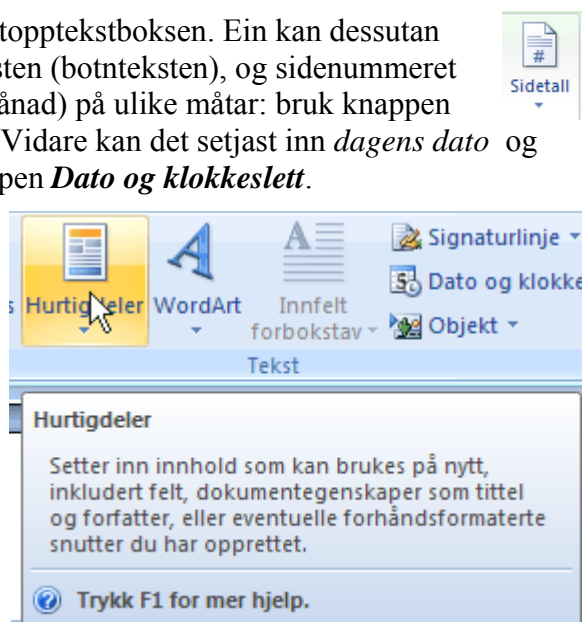 topptekstboksen. Ein kan dessutan
sten (botnteksten), og sidenummeret
ånad) på ulike måtar: bruk knappen
Vidare kan det setjast inn dagens dato og
pen Dato og klokkeslett.
#
Sidetall
Hurtigdeler
WordArt
Innfelt
forbokstav
Signaturlinje
Dato og klokke
Objekt
Tekst
Hurtigdeler
Setter inn innhold som kan brukes på nytt,
inkludert felt, dokumentegenskaper som tittel
og forfatter, eller eventuelle forhåndsformaterte
snutter du har opprettet.
Trykk F1 for mer hjelp.